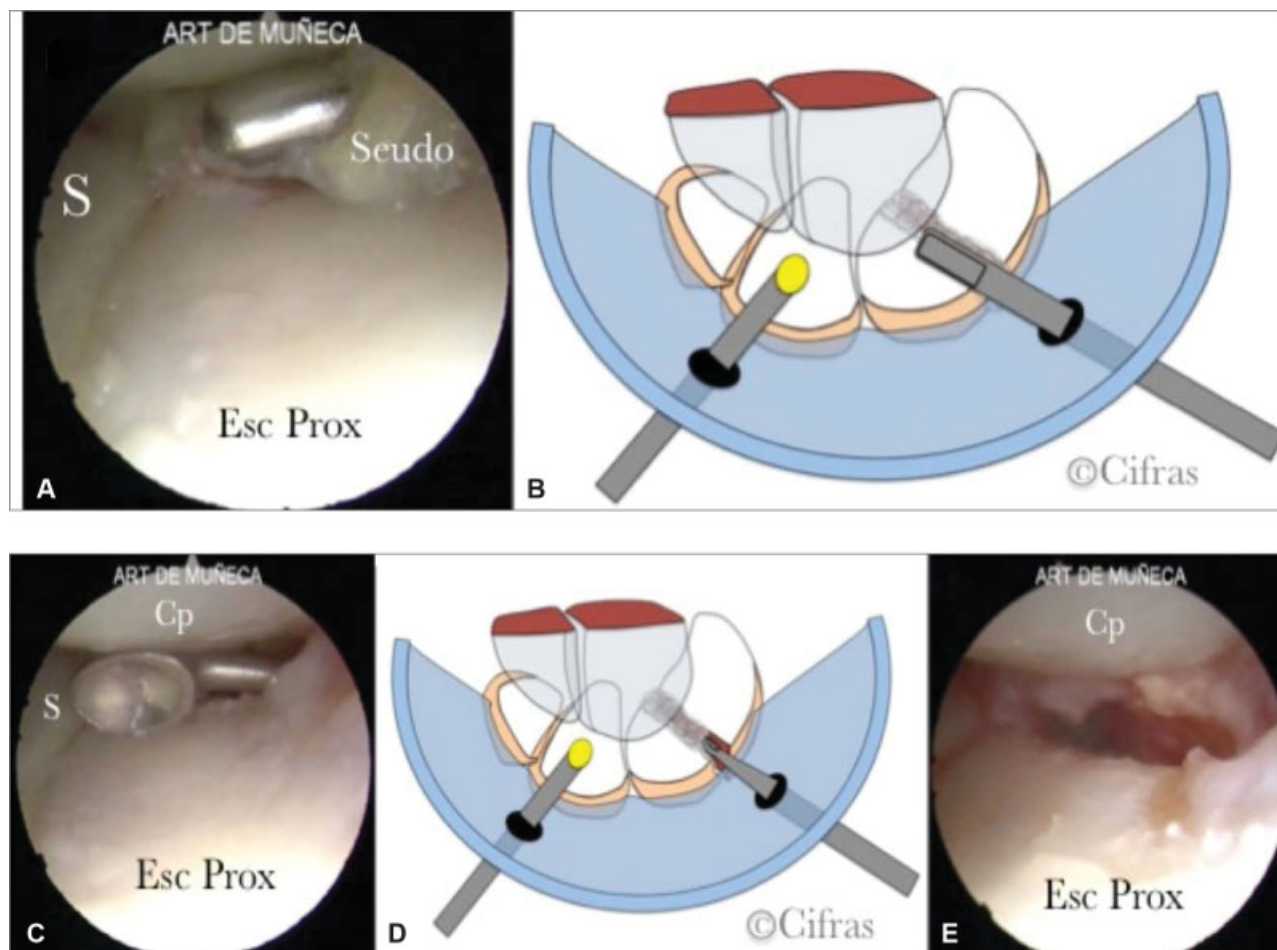 ART DE MUÑECA
S
Seudo
Esc Prox
A
B
©Cifras
ART DE MUÑECA
Cp
S
Esc Prox
C
D
©Cifras
ART DE MUÑECA
Cp
Esc Prox
E